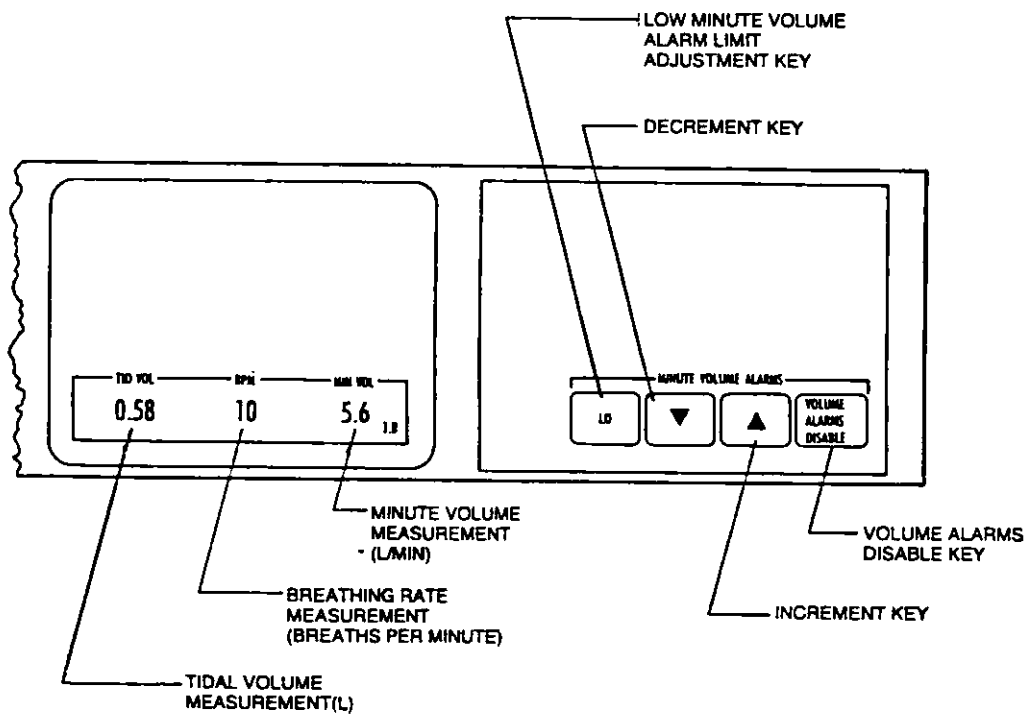 LOW MINUTE VOLUME
ALARM LIMIT
ADJUSTMENT KEY
DECREMENT KEY
TID VOL
BPM
MIN VOL
0.58
10
5.6
1.8
MINUTE VOLUME ALARMS
LO
▼
▲
VOLUME
ALARMS
DISABLE
MINUTE VOLUME
MEASUREMENT
(L/MIN)
VOLUME ALARMS
DISABLE KEY
BREATHING RATE
MEASUREMENT
(BREATHS PER MINUTE)
INCREMENT KEY
TIDAL VOLUME
MEASUREMENT(L)